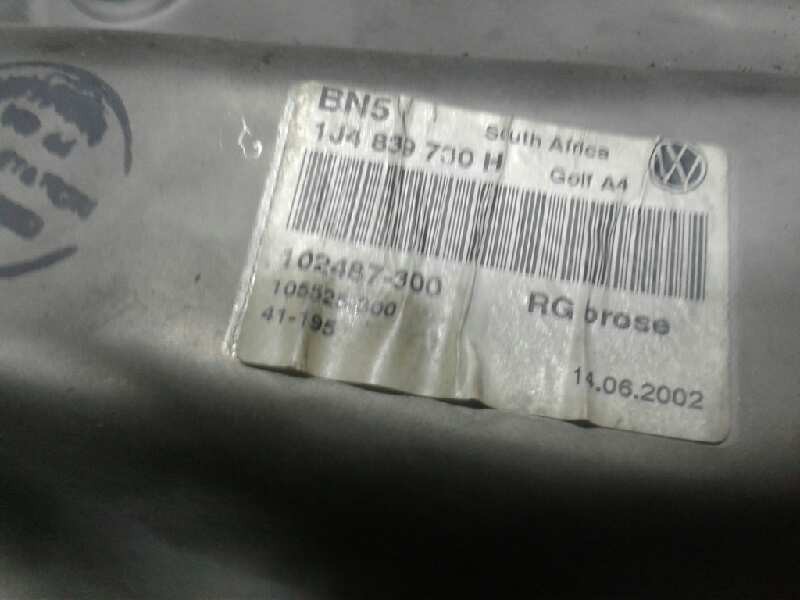 BN5
South Africa
1J4 839 730 H
Golf A4
102487-300
RG brose
41-195
14.06.2002